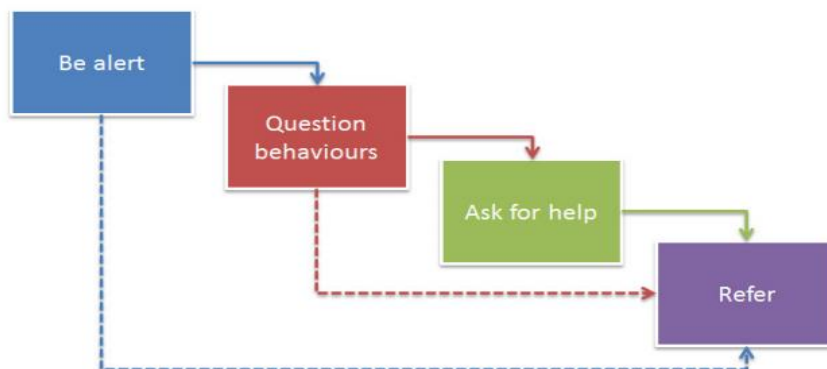 Be alert
Question
behaviours
Ask for help
Refer